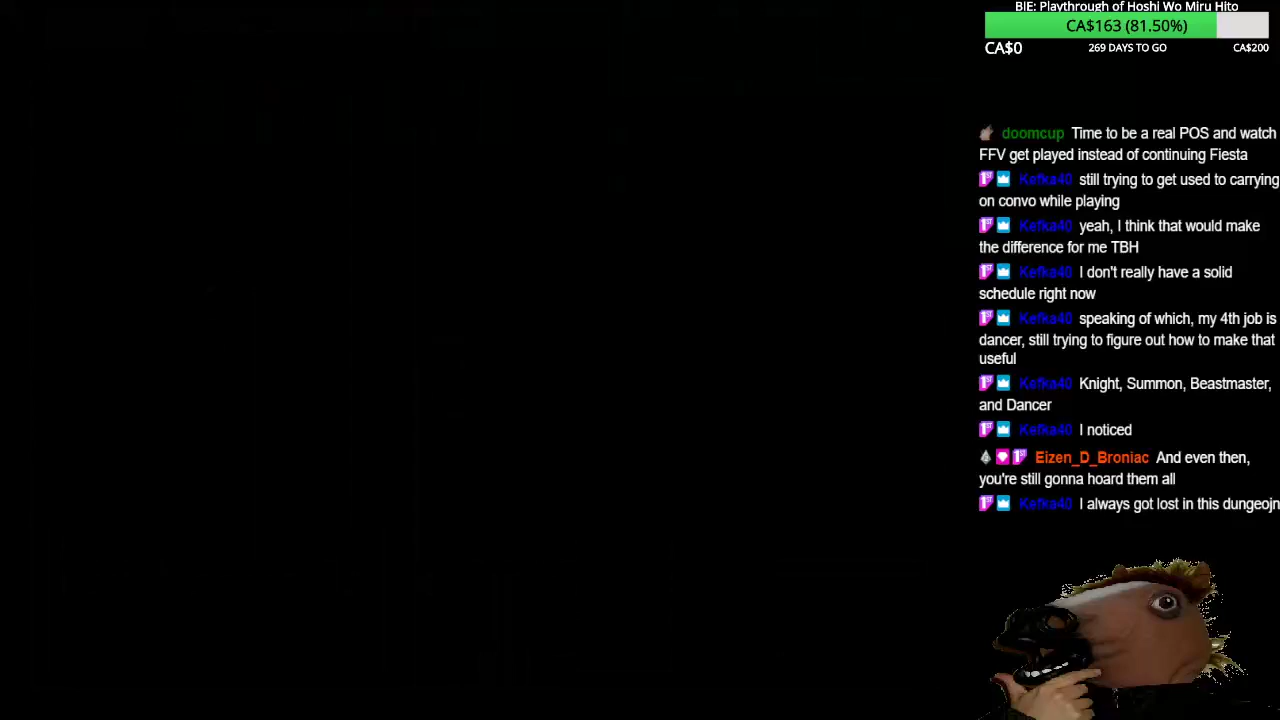 BIE: Playthrough of Hoshi Wo Miru Hito
CA$163 (81.50%)
CA$0 269 DAYS TO GO CA$200
doomcup Time to be a real POS and watch
FFV get played instead of continuing Fiesta
Kefka40 still trying to get used to carrying
on convo while playing
Kefka40 yeah, I think that would make
the difference for me TBH
Kefka40 I don't really have a solid
schedule right now
Kefka40 speaking of which, my 4th job is
dancer, still trying to figure out how to make that
useful
Kefka40 Knight, Summon, Beastmaster,
and Dancer
Kefka40 I noticed
Eizen_D_Broniac And even then,
you're still gonna hoard them all
Kefka40 I always got lost in this dungeojn